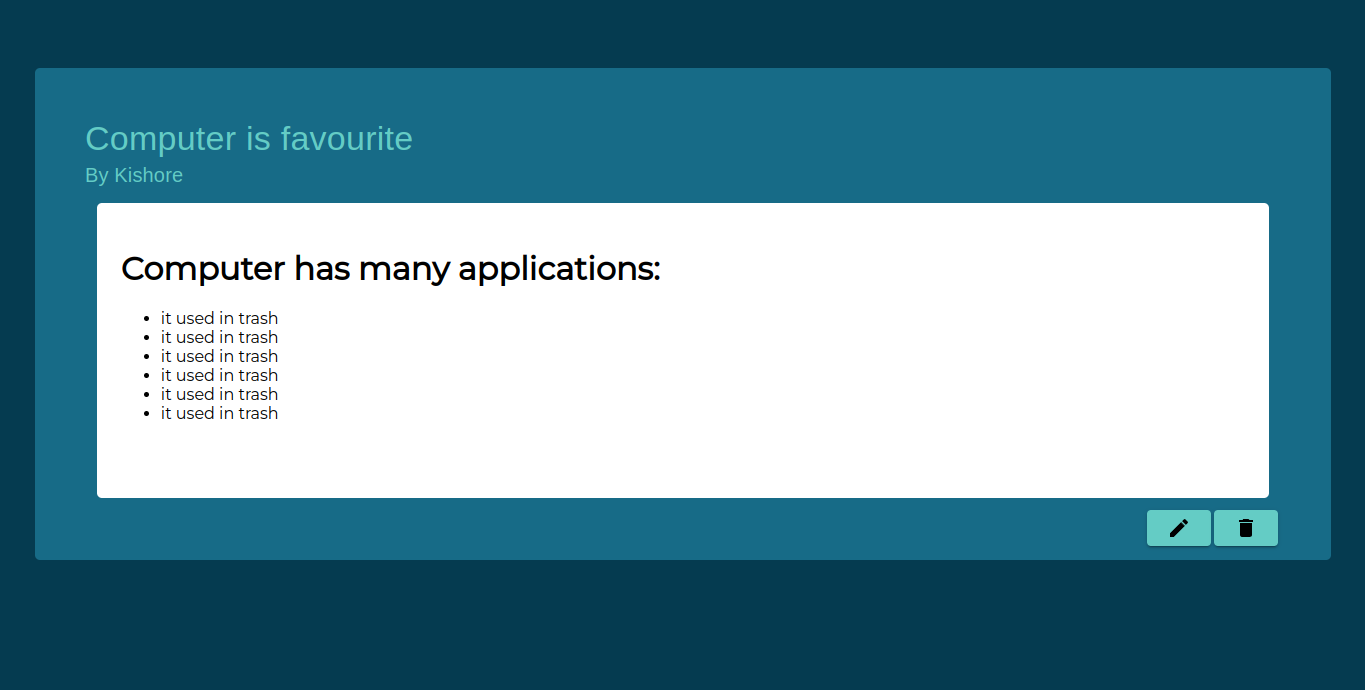 Computer is favourite
By Kishore
Computer has many applications:
it used in trash
it used in trash
it used in trash
it used in trash
it used in trash
it used in trash